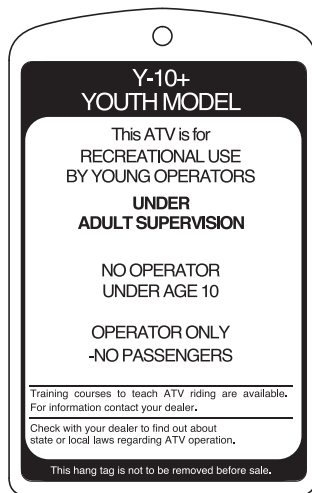 Y-10+
YOUTH MODEL
This ATV is for
RECREATIONAL USE
BY YOUNG OPERATORS
UNDER
ADULT SUPERVISION
NO OPERATOR
UNDER AGE 10
OPERATOR ONLY
-NO PASSENGERS
Training courses to teach ATV riding are available.
For information contact your dealer.
Check with your dealer to find out about
state or local laws regarding ATV operation.
This hang tag is not to be removed before sale.